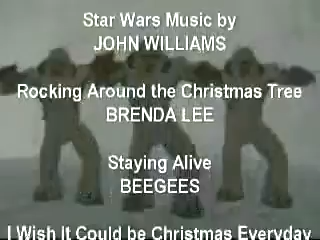 Star Wars Music by
JOHN WILLIAMS
Rocking Around the Christmas Tree
BRENDA LEE
Staying Alive
BEEGEES
I Wish It Could be Christmas Everyday